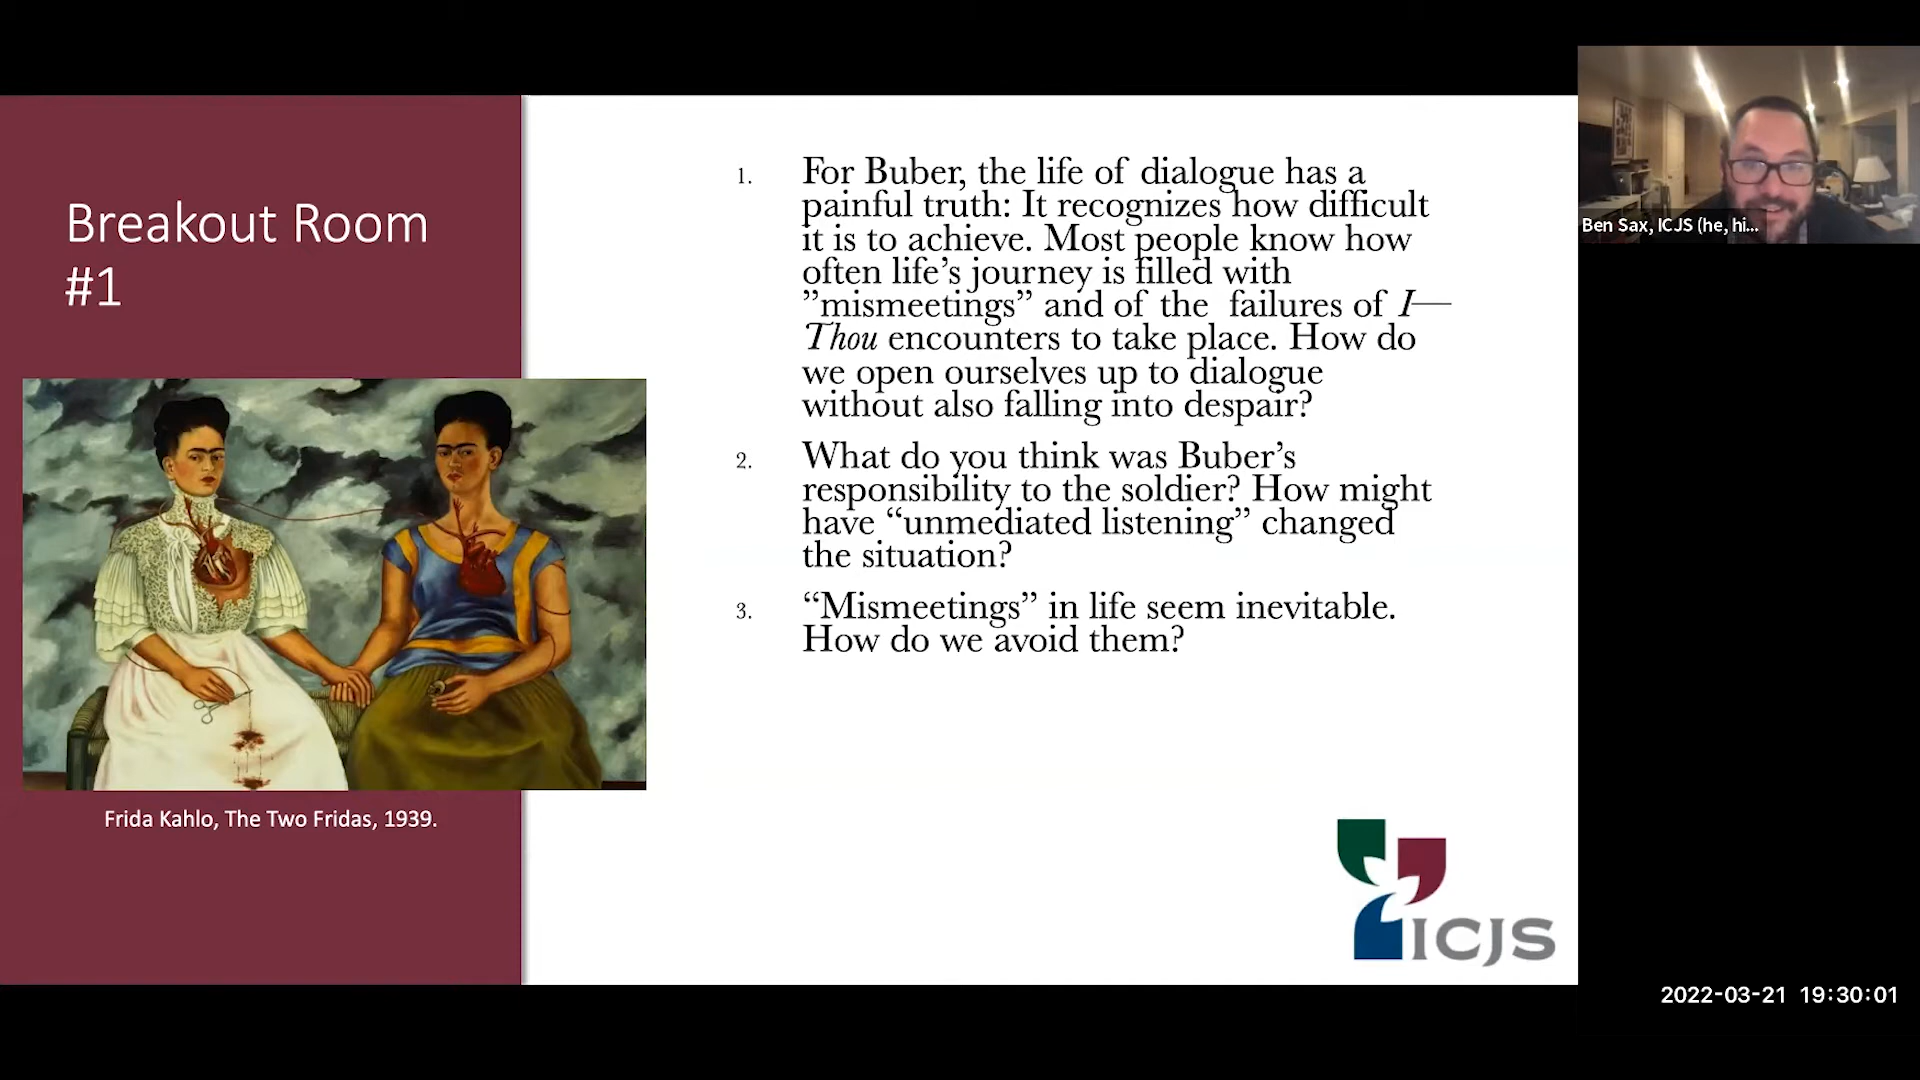 Breakout Room
#1
Frida Kahlo, The Two Fridas, 1939.
1. For Buber, the life of dialogue has a
painful truth: It recognizes how difficult
it is to achieve. Most people know how
often life’s journey is filled with
”mismeetings” and of the failures of I—
Thou encounters to take place. How do
we open ourselves up to dialogue
without also falling into despair?
2. What do you think was Buber’s
responsibility to the soldier? How might
have “unmediated listening” changed
the situation?
3. “Mismeetings” in life seem inevitable.
How do we avoid them?
ICJS
Ben Sax, ICJS (he, hi...
2022-03-21 19:30:01